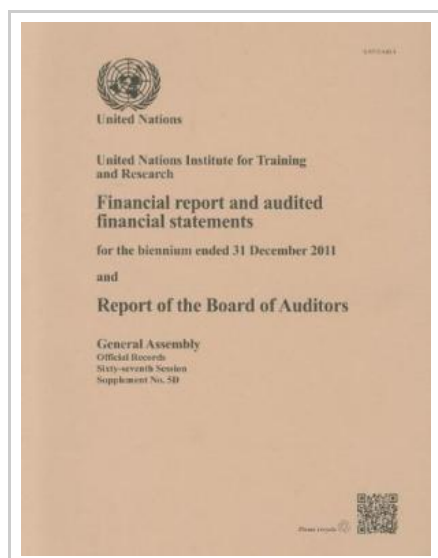 United Nations
United Nations Institute for Training
and Research
Financial report and audited
financial statements
for the biennium ended 31 December 2011
and
Report of the Board of Auditors
General Assembly
Official Records
Sixty-seventh Session
Supplement No. 5D
Please recycle